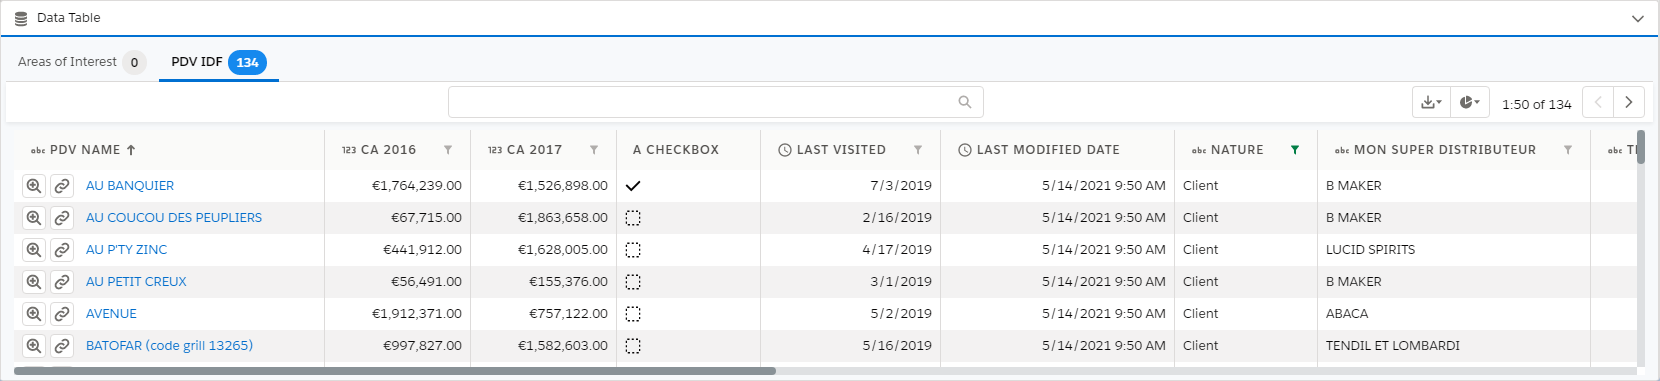 Data Table
Areas of Interest 0 PDV IDF 134
1:50 of 134
abc PDV NAME 123 CA 2016 123 CA 2017 A CHECKBOX LAST VISITED LAST MODIFIED DATE abc NATURE abc MON SUPER DISTRIBUTEUR abc
AU BANQUIER €1,764,239.00 €1,526,898.00 7/3/2019 5/14/2021 9:50 AM Client B MAKER
AU COUCOU DES PEUPLIERS €67,715.00 €1,863,658.00 2/16/2019 5/14/2021 9:50 AM Client B MAKER
AU P'TY ZINC €441,912.00 €1,628,005.00 4/17/2019 5/14/2021 9:50 AM Client LUCID SPIRITS
AU PETIT CREUX €56,491.00 €155,376.00 3/1/2019 5/14/2021 9:50 AM Client B MAKER
AVENUE €1,912,371.00 €757,122.00 5/2/2019 5/14/2021 9:50 AM Client ABACA
BATOFAR (code grill 13265) €997,827.00 €1,582,603.00 5/16/2019 5/14/2021 9:50 AM Client TENDIL ET LOMBARDI